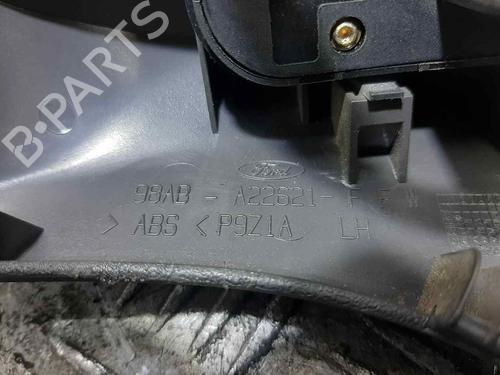 B-PARTS
Ford
98AB - A22621-
> ABS < P9Z1A LH